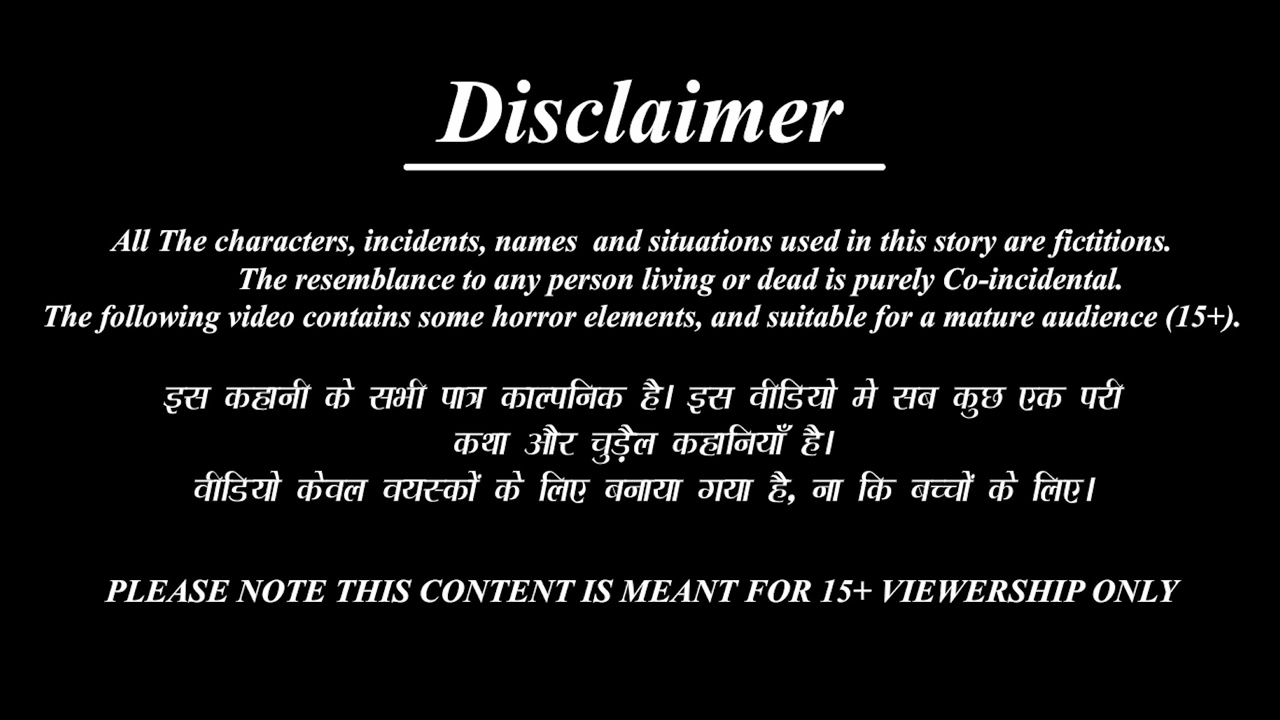 Disclaimer
All The characters, incidents, names and situations used in this story are fictitions.
The resemblance to any person living or dead is purely Co-incidental.
The following video contains some horror elements, and suitable for a mature audience (15+).
इस कहानी के सभी पात्र काल्पनिक है। इस वीडियो मे सब कुछ एक परी
कथा और चुड़ैल कहानियाँ है।
वीडियो केवल वयस्कों के लिए बनाया गया है, ना कि बच्चों के लिए।
PLEASE NOTE THIS CONTENT IS MEANT FOR 15+ VIEWERSHIP ONLY